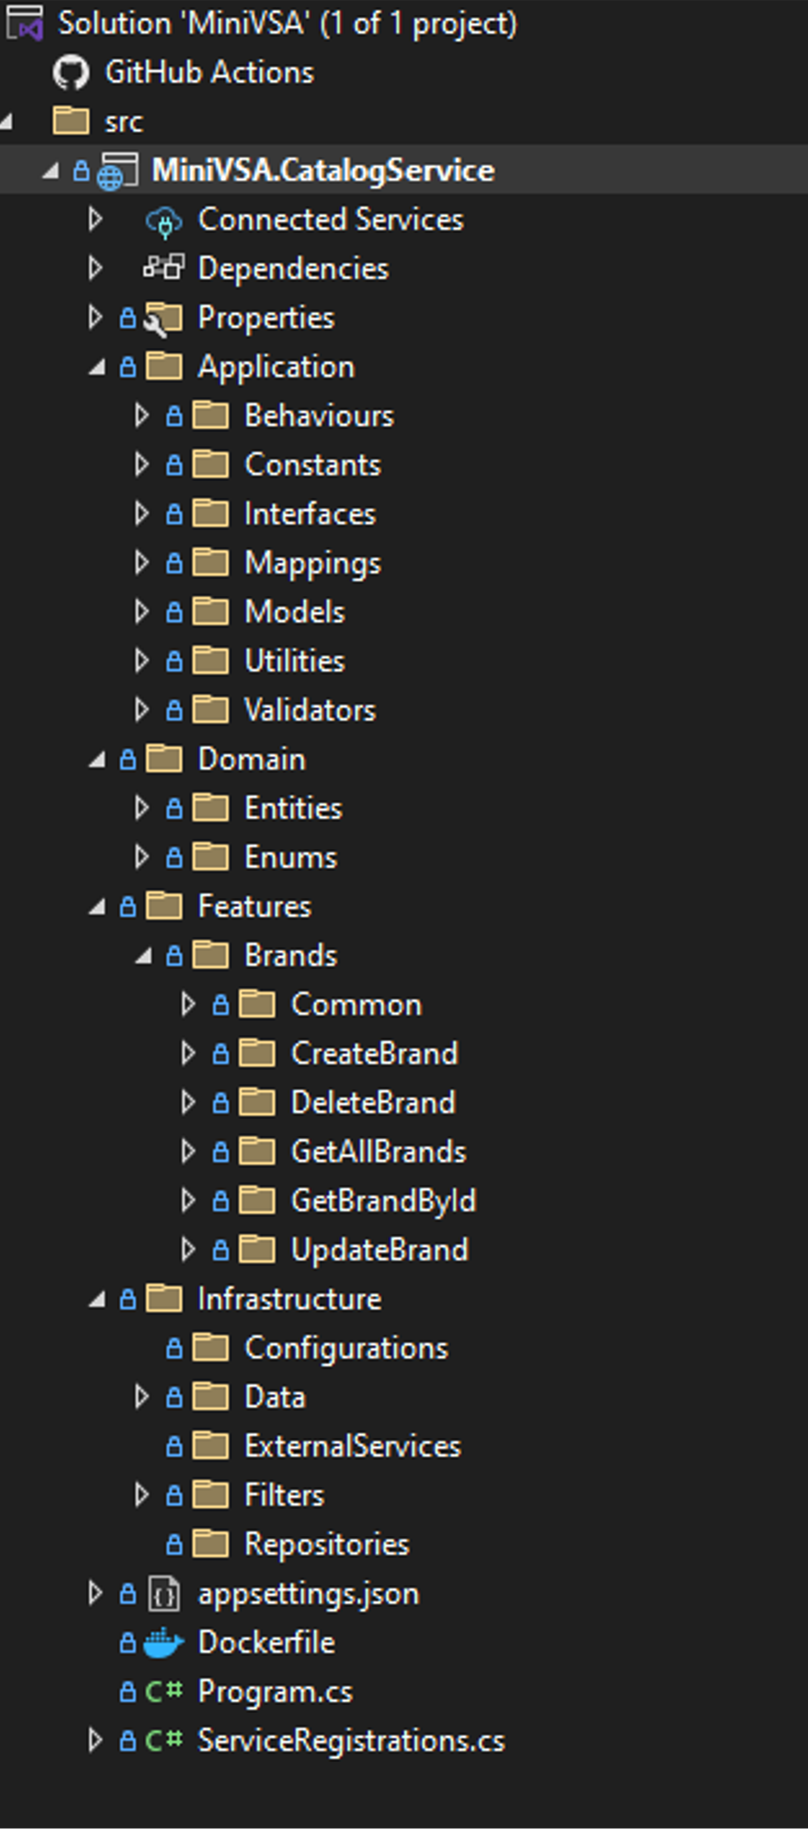 Solution 'MiniVSA' (1 of 1 project)
GitHub Actions
src
MiniVSA.CatalogService
Connected Services
Dependencies
Properties
Application
Behaviours
Constants
Interfaces
Mappings
Models
Utilities
Validators
Domain
Entities
Enums
Features
Brands
Common
CreateBrand
DeleteBrand
GetAllBrands
GetBrandById
UpdateBrand
Infrastructure
Configurations
Data
ExternalServices
Filters
Repositories
appsettings.json
Dockerfile
C# Program.cs
C# ServiceRegistrations.cs